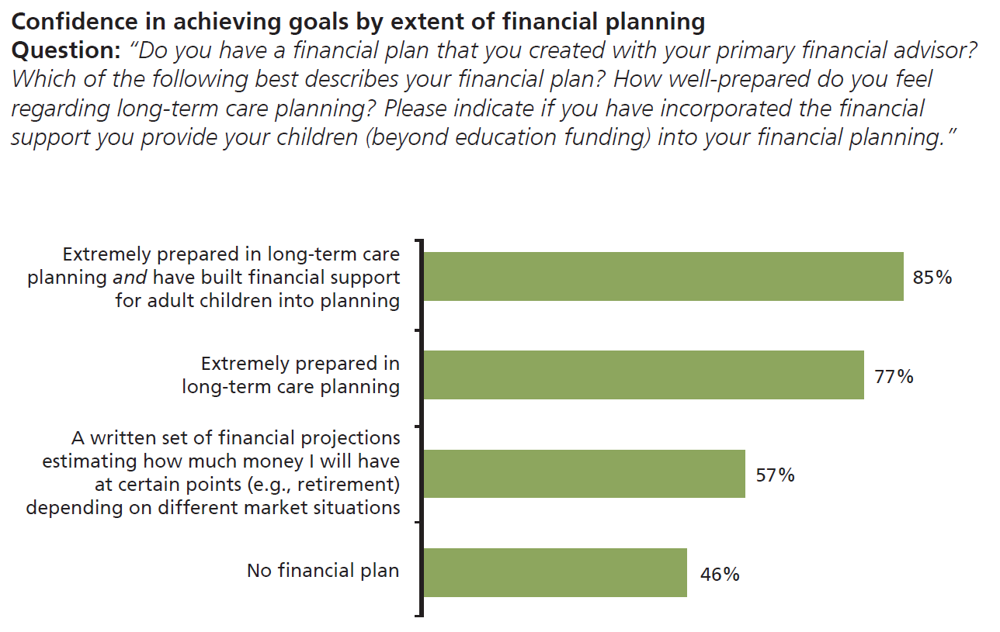 Confidence in achieving goals by extent of financial planning
Question: “Do you have a financial plan that you created with your primary financial advisor?
Which of the following best describes your financial plan? How well-prepared do you feel
regarding long-term care planning? Please indicate if you have incorporated the financial
support you provide your children (beyond education funding) into your financial planning.”
Extremely prepared in long-term care
planning and have built financial support
for adult children into planning
85%
Extremely prepared in
long-term care planning
77%
A written set of financial projections
estimating how much money I will have
at certain points (e.g., retirement)
depending on different market situations
57%
No financial plan
46%